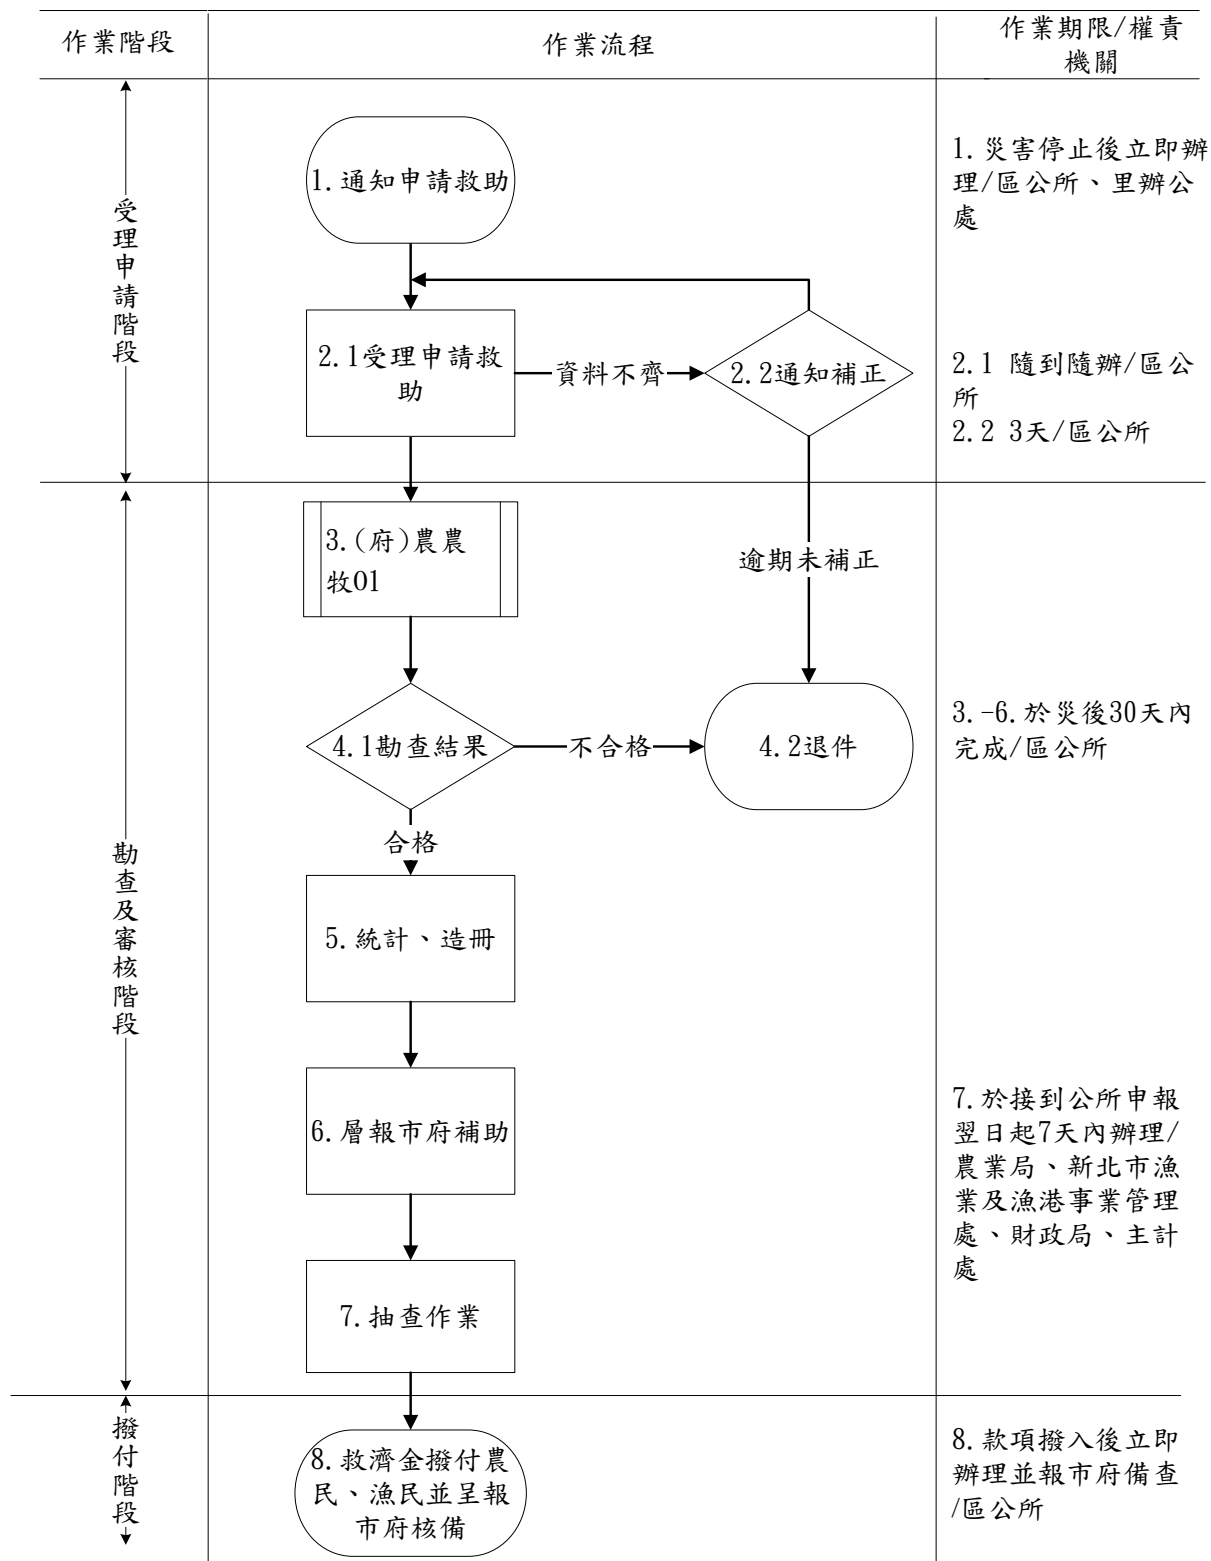 作業階段
作業流程
作業期限/權責
機關
受理申請階段
1.通知申請救助
1.災害停止後立即辦
理/區公所、里辦公
處
2.1受理申請救
助
資料不齊
2.2通知補正
2.1 隨到隨辦/區公
所
2.2 3天/區公所
勘查及審核階段
3.(府)農農
牧01
逾期未補正
4.1勘查結果
不合格
4.2退件
3.-6.於災後30天內
完成/區公所
合格
5.統計、造冊
6.層報市府補助
7.抽查作業
7.於接到公所申報
翌日起7天內辦理/
農業局、新北市漁
業及漁港事業管理
處、財政局、主計
處
撥付階段
8.救濟金撥付農
民、漁民並呈報
市府核備
8.款項撥入後立即
辦理並報市府備查
/區公所